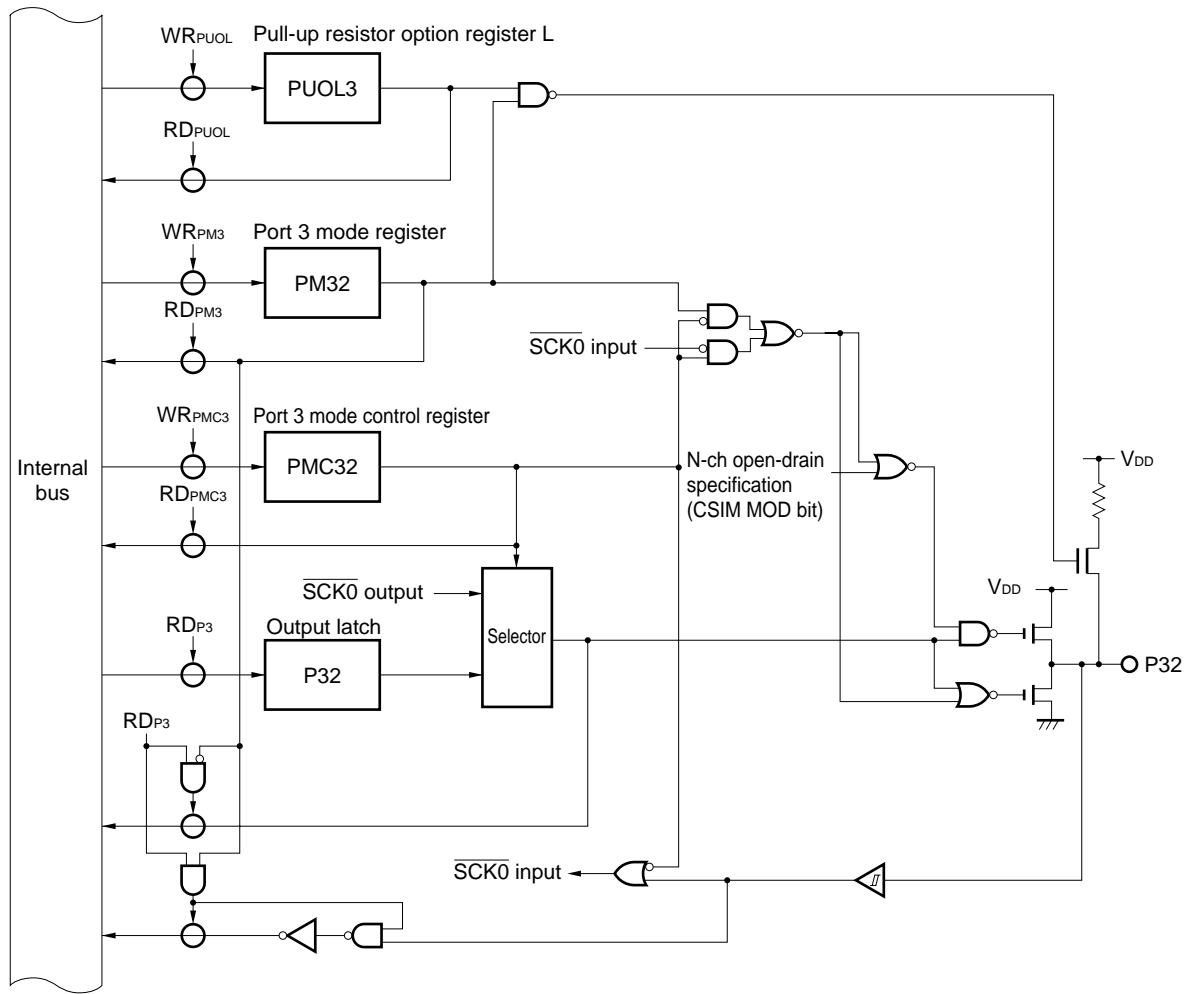 WRPUOL
Pull-up resistor option register L
PUOL3
RDPUOL
WRPM3
Port 3 mode register
PM32
RDPM3
SCK0 input
WRPMC3
Port 3 mode control register
Internal
bus
PMC32
N-ch open-drain
specification
(CSIM MOD bit)
VDD
RDPMC3
SCK0 output
VDD
Selector
RDP3
Output latch
P32
P32
RDP3
SCK0 input